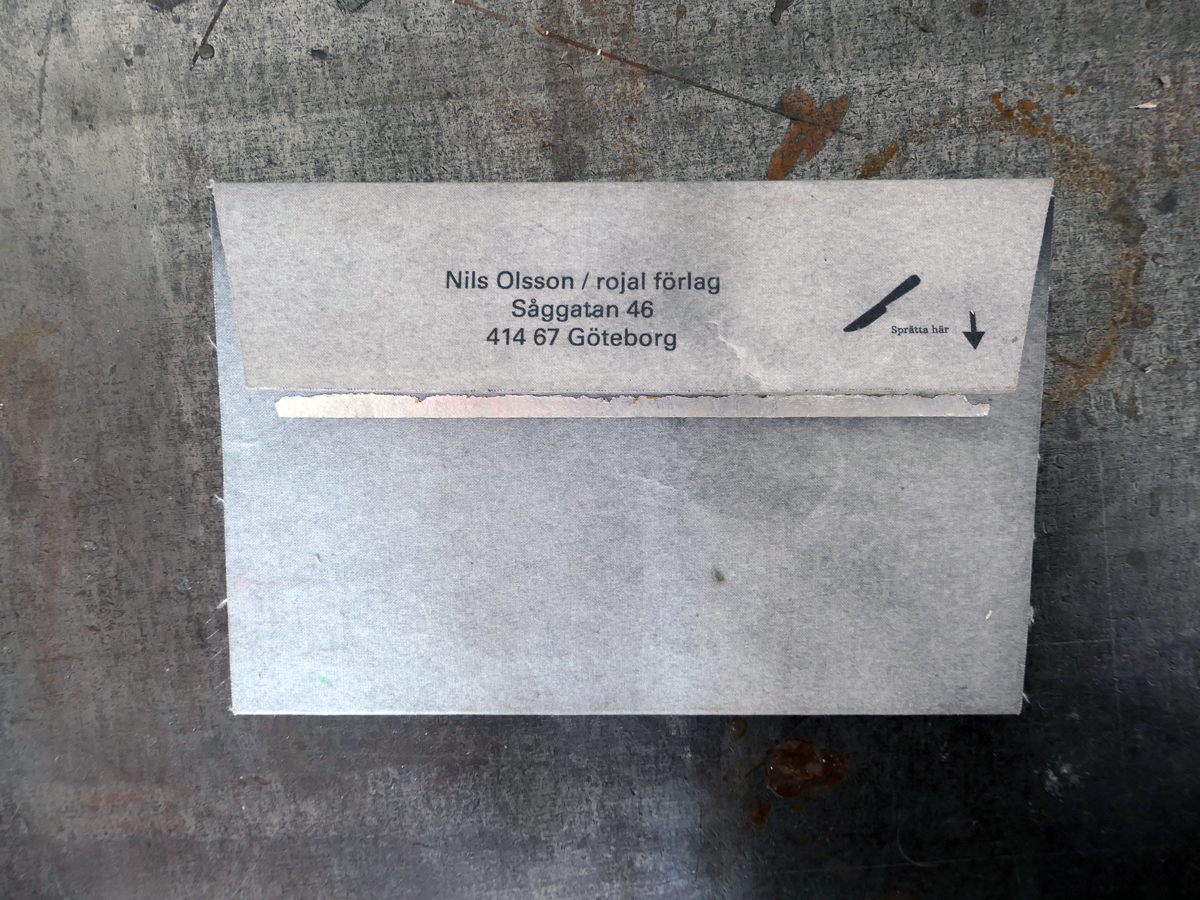 Nils Olsson / rojal förlag
Såggatan 46
414 67 Göteborg
Sprätta här